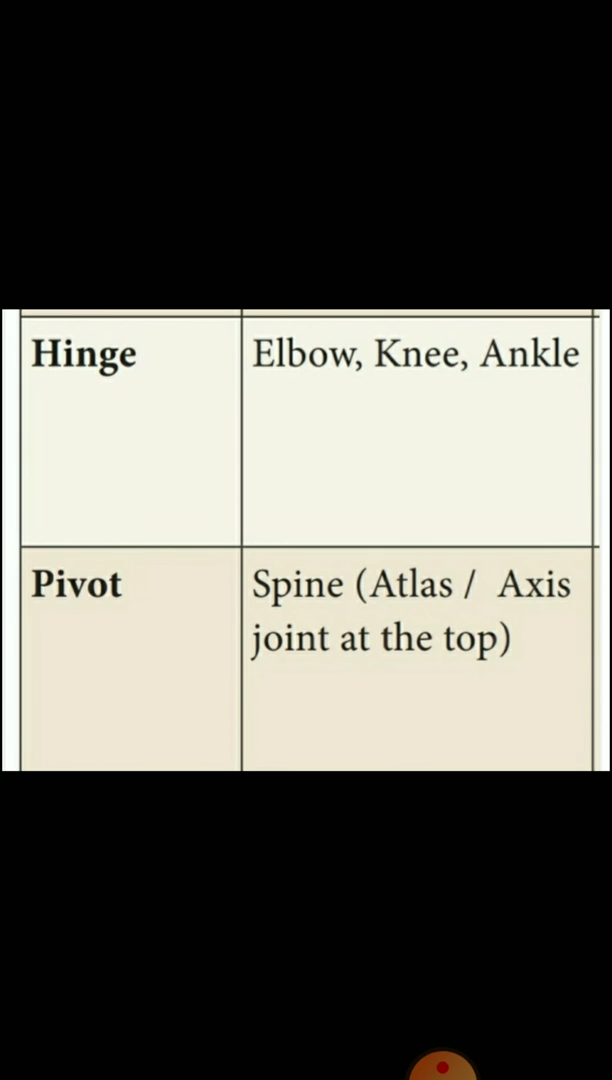 Hinge
Elbow, Knee, Ankle
Pivot
Spine (Atlas / Axis
joint at the top)